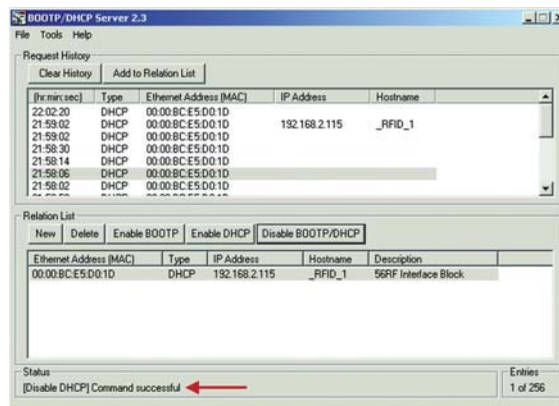 BOOTP/DHCP Server 2.3
File Tools Help
Request History
Clear History Add to Relation List
(hr:min:sec) Type Ethernet Address (MAC) IP Address Hostname
22:02:20 DHCP 00:00:BC:E5:D0:1D
21:59:02 DHCP 00:00:BC:E5:D0:1D 192.168.2.115 _RFID_1
21:59:02 DHCP 00:00:BC:E5:D0:1D
21:58:30 DHCP 00:00:BC:E5:D0:1D
21:58:14 DHCP 00:00:BC:E5:D0:1D
21:58:06 DHCP 00:00:BC:E5:D0:1D
21:58:02 DHCP 00:00:BC:E5:D0:1D
Relation List
New Delete Enable BOOTP Enable DHCP Disable BOOTP/DHCP
Ethernet Address (MAC) Type IP Address Hostname Description
00:00:BC:E5:D0:1D DHCP 192.168.2.115 _RFID_1 56RF Interface Block
Status Entries
[Disable DHCP] Command successful 1 of 256